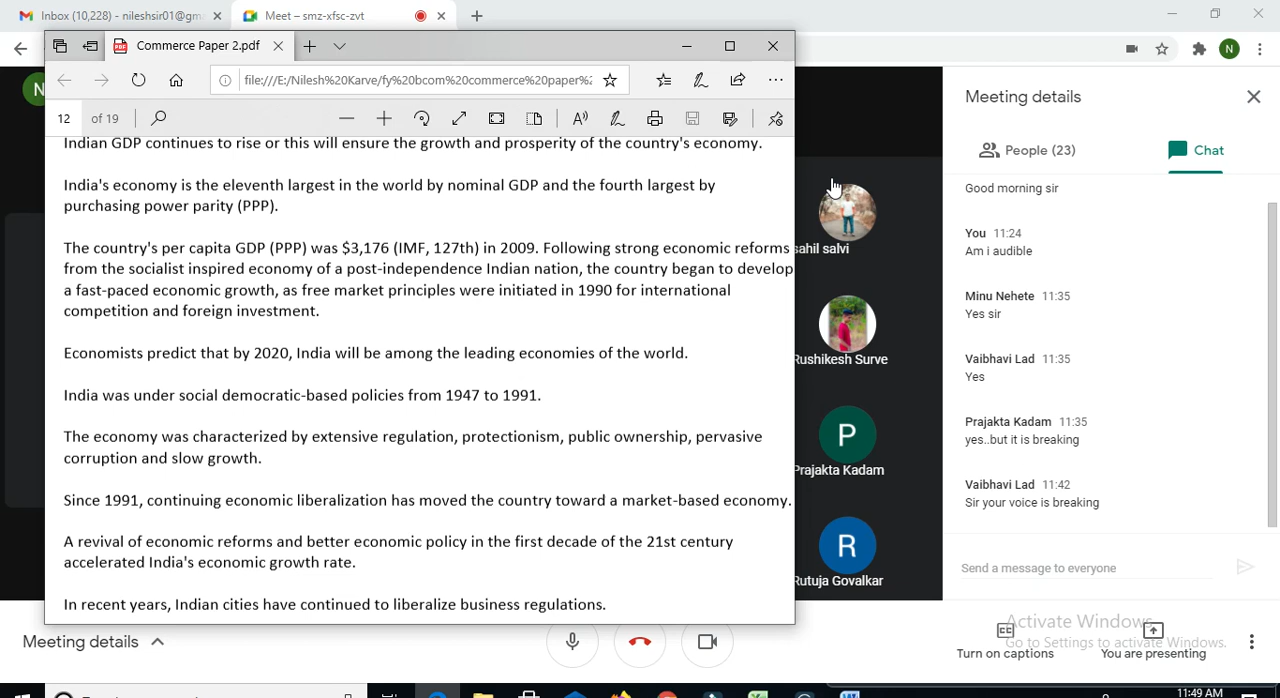 Inbox (10,228) - nileshsir01@gm
Meet – smz-xfsc-zvt
Commerce Paper 2.pdf
file:///E:/Nilesh%20Karve/fy%20bcom%20commerce%20paper%2
N
12 of 19
Indian GDP continues to rise or this will ensure the growth and prosperity of the country's economy.
India's economy is the eleventh largest in the world by nominal GDP and the fourth largest by
purchasing power parity (PPP).
The country's per capita GDP (PPP) was $3,176 (IMF, 127th) in 2009. Following strong economic reforms
from the socialist inspired economy of a post-independence Indian nation, the country began to develop
a fast-paced economic growth, as free market principles were initiated in 1990 for international
competition and foreign investment.
Economists predict that by 2020, India will be among the leading economies of the world.
India was under social democratic-based policies from 1947 to 1991.
The economy was characterized by extensive regulation, protectionism, public ownership, pervasive
corruption and slow growth.
Since 1991, continuing economic liberalization has moved the country toward a market-based economy.
A revival of economic reforms and better economic policy in the first decade of the 21st century
accelerated India's economic growth rate.
In recent years, Indian cities have continued to liberalize business regulations.
N
sahil salvi
Rushikesh Surve
P
Prajakta Kadam
R
Rutuja Govalkar
Meeting details
People (23)
Chat
Good morning sir
You 11:24
Am i audible
Minu Nehete 11:35
Yes sir
Vaibhavi Lad 11:35
Yes
Prajakta Kadam 11:35
yes..but it is breaking
Vaibhavi Lad 11:42
Sir your voice is breaking
Send a message to everyone
Meeting details
Activate Windows
Go to Settings to activate Windows.
Turn on captions
You are presenting
11:49 AM